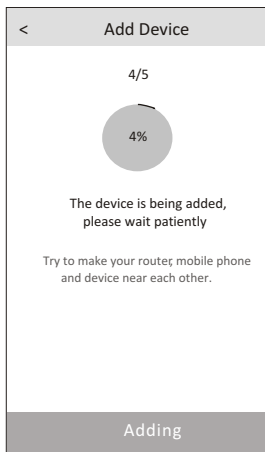 < Add Device
4/5
4%
The device is being added,
please wait patiently
Try to make your router, mobile phone
and device near each other.
Adding